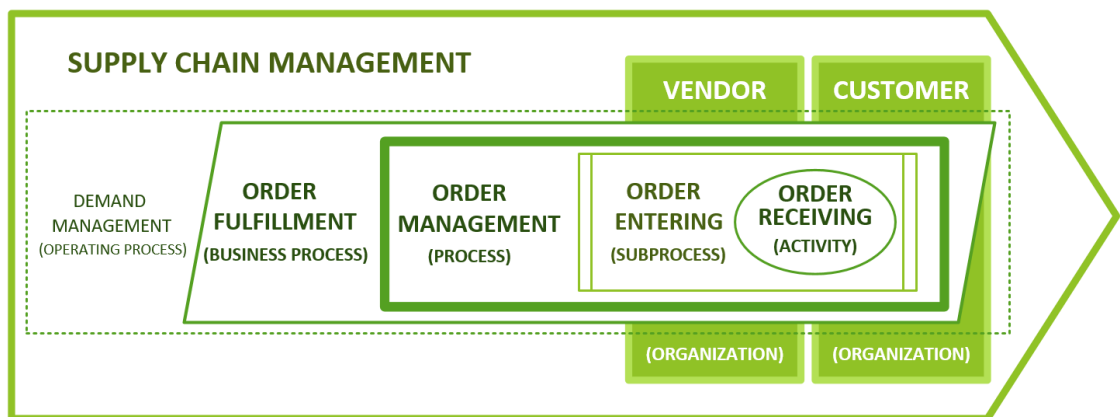 SUPPLY CHAIN MANAGEMENT
VENDOR
CUSTOMER
DEMAND
MANAGEMENT
(OPERATING PROCESS)
ORDER
FULFILLMENT
(BUSINESS PROCESS)
ORDER
MANAGEMENT
(PROCESS)
ORDER
ENTERING
(SUBPROCESS)
ORDER
RECEIVING
(ACTIVITY)
(ORGANIZATION)
(ORGANIZATION)